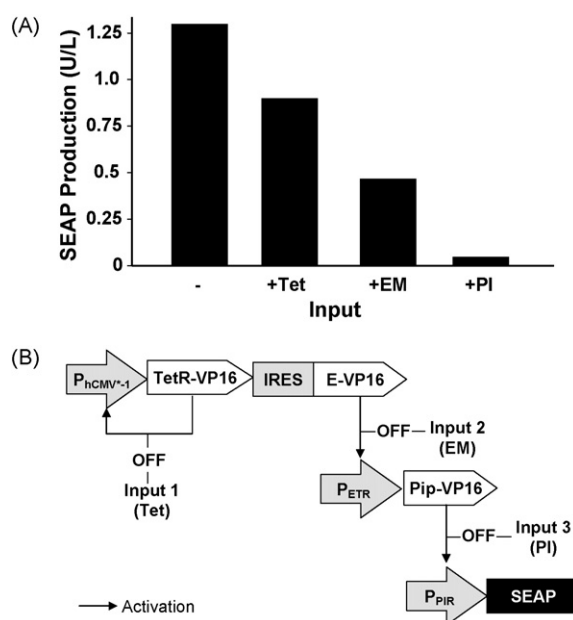 (A)
SEAP Production (U/L)
1.25
0.75
0.5
1.25
0
- +Tet +EM +PI
Input
(B)
PhCMV*-1 TetR-VP16 IRES E-VP16
OFF
Input 1
(Tet)
OFF Input 2
(EM)
PETR Pip-VP16
OFF Input 3
(PI)
PPIR SEAP
Activation